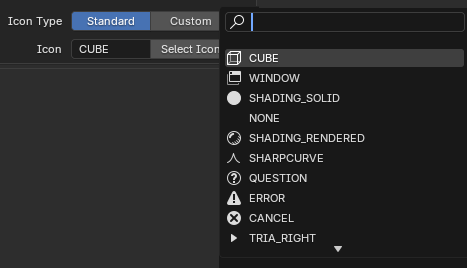 Icon Type Standard Custom
Icon CUBE Select Icon
CUBE
WINDOW
SHADING_SOLID
NONE
SHADING_RENDERED
SHARPCURVE
QUESTION
ERROR
CANCEL
TRIA_RIGHT